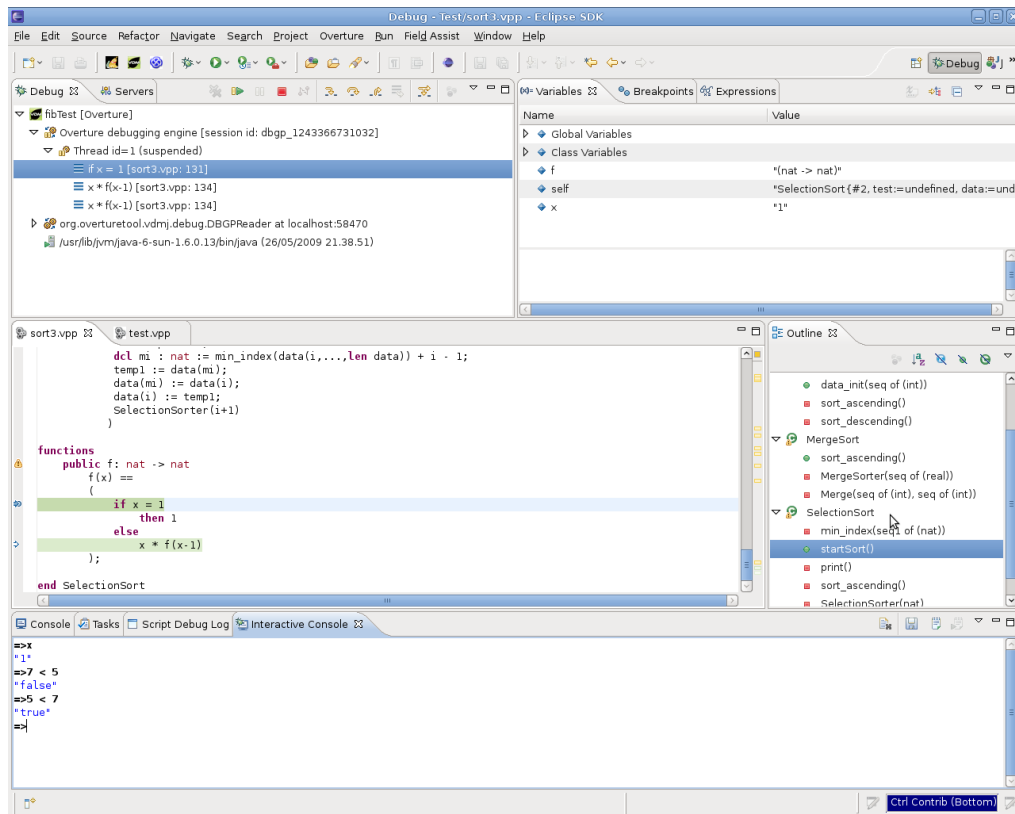 Debug - Test/sort3.vpp - Eclipse SDK
File Edit Source Refactor Navigate Search Project Overture Run Field Assist Window Help
Debug
Debug Servers
fibTest [Overture]
Overture debugging engine [session id: dbgp_1243366731032]
Thread id=1 (suspended)
if x = 1 [sort3.vpp: 131]
x * f(x-1) [sort3.vpp: 134]
x * f(x-1) [sort3.vpp: 134]
org.overturetool.vdmj.debug.DBGPReader at localhost:58470
/usr/lib/jvm/java-6-sun-1.6.0.13/bin/java (26/05/2009 21.38.51)
(x)= Variables Breakpoints Expressions
Name Value
Global Variables
Class Variables
f "(nat -> nat)"
self "SelectionSort{#2, test:=undefined, data:=und
x "1"
sort3.vpp test.vpp
dcl mi : nat := min_index(data(i,...,len data)) + i - 1;
temp1 := data(mi);
data(mi) := data(i);
data(i) := temp1;
SelectionSorter(i+1)
)
functions
public f: nat -> nat
f(x) ==
(
if x = 1
then 1
else
x * f(x-1)
);
end SelectionSort
Outline
data_init(seq of (int))
sort_ascending()
sort_descending()
MergeSort
sort_ascending()
MergeSorter(seq of (real))
Merge(seq of (int), seq of (int))
SelectionSort
min_index(seq1 of (nat))
startSort()
print()
sort_ascending()
SelectionSorter(nat)
Console Tasks Script Debug Log Interactive Console
=>x
"1"
=>7 < 5
"false"
=>5 < 7
"true"
=>
Ctrl Contrib (Bottom)